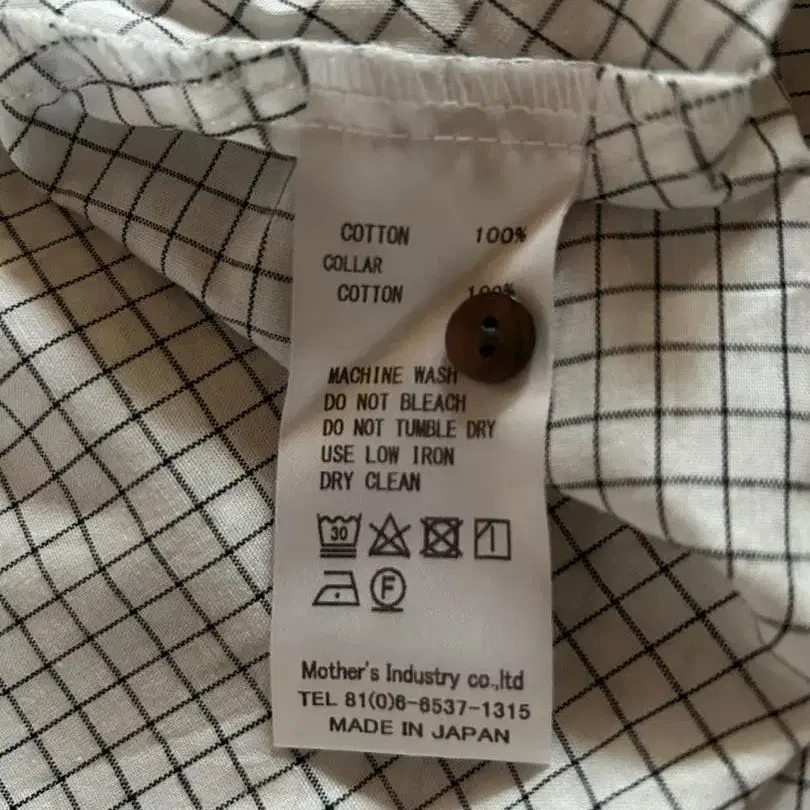 COTTON 100%
COLLAR
COTTON 100%
MACHINE WASH
DO NOT BLEACH
DO NOT TUMBLE DRY
USE LOW IRON
DRY CLEAN
30
F
Mother's Industry co.,ltd
TEL 81(0)6-6537-1315
MADE IN JAPAN